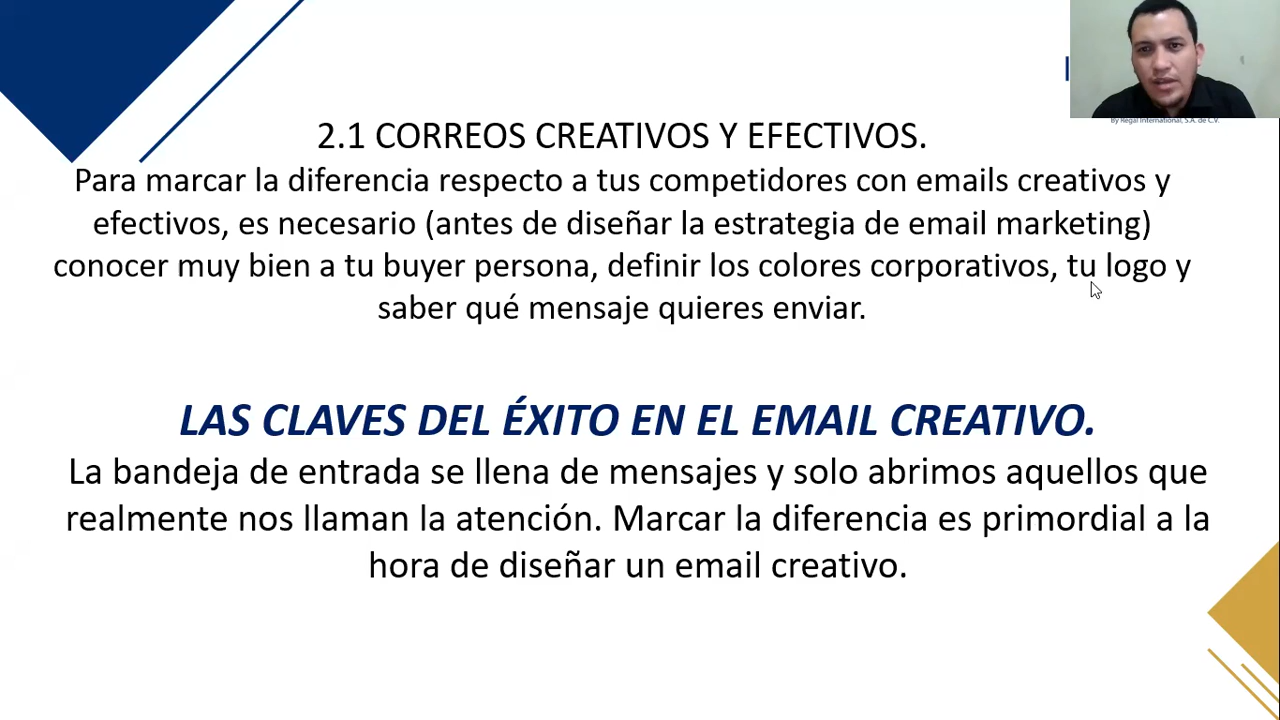 By Regal International, S.A. de C.V.
2.1 CORREOS CREATIVOS Y EFECTIVOS.
Para marcar la diferencia respecto a tus competidores con emails creativos y
efectivos, es necesario (antes de diseñar la estrategia de email marketing)
conocer muy bien a tu buyer persona, definir los colores corporativos, tu logo y
saber qué mensaje quieres enviar.
LAS CLAVES DEL ÉXITO EN EL EMAIL CREATIVO.
La bandeja de entrada se llena de mensajes y solo abrimos aquellos que
realmente nos llaman la atención. Marcar la diferencia es primordial a la
hora de diseñar un email creativo.